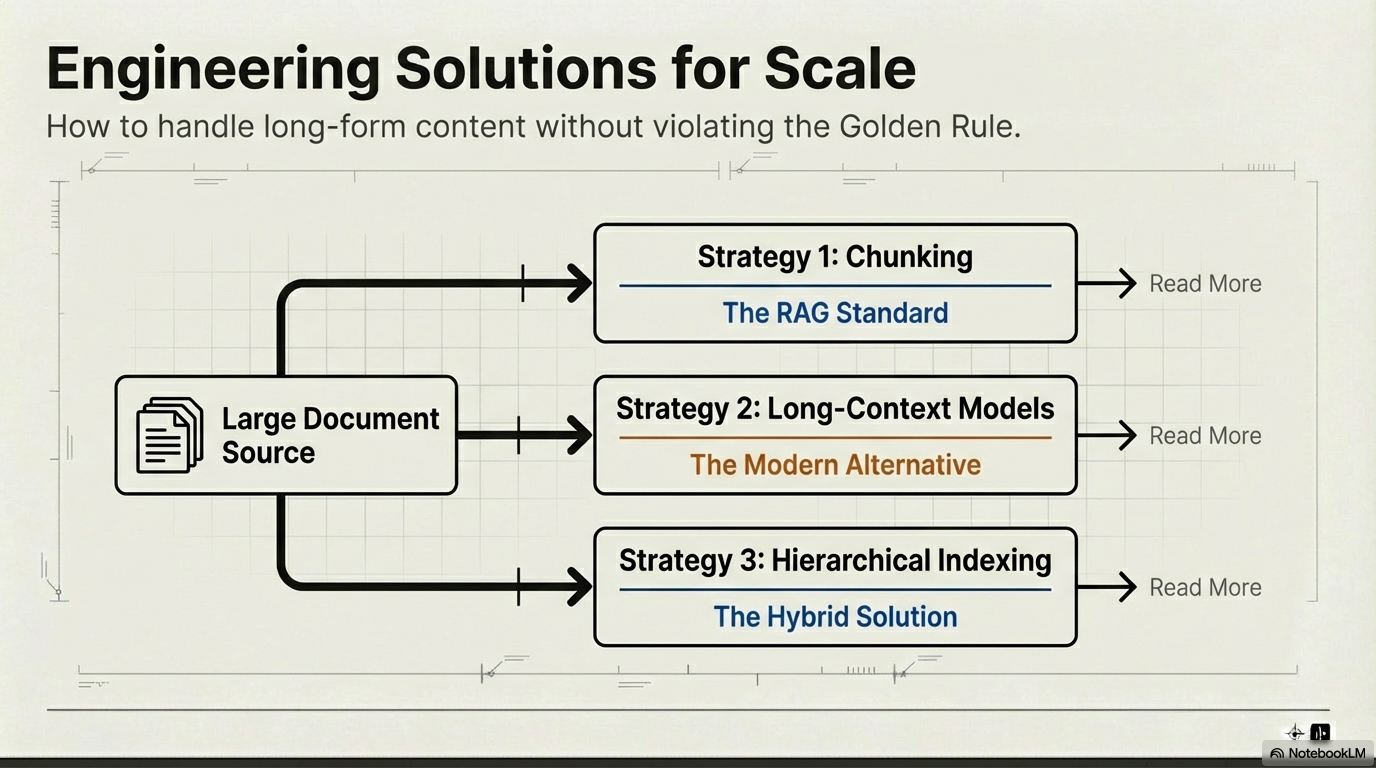 Engineering Solutions for Scale
How to handle long-form content without violating the Golden Rule.
Large Document
Source
Strategy 1: Chunking
The RAG Standard
Read More
Strategy 2: Long-Context Models
The Modern Alternative
Read More
Strategy 3: Hierarchical Indexing
The Hybrid Solution
Read More
NotebookLM